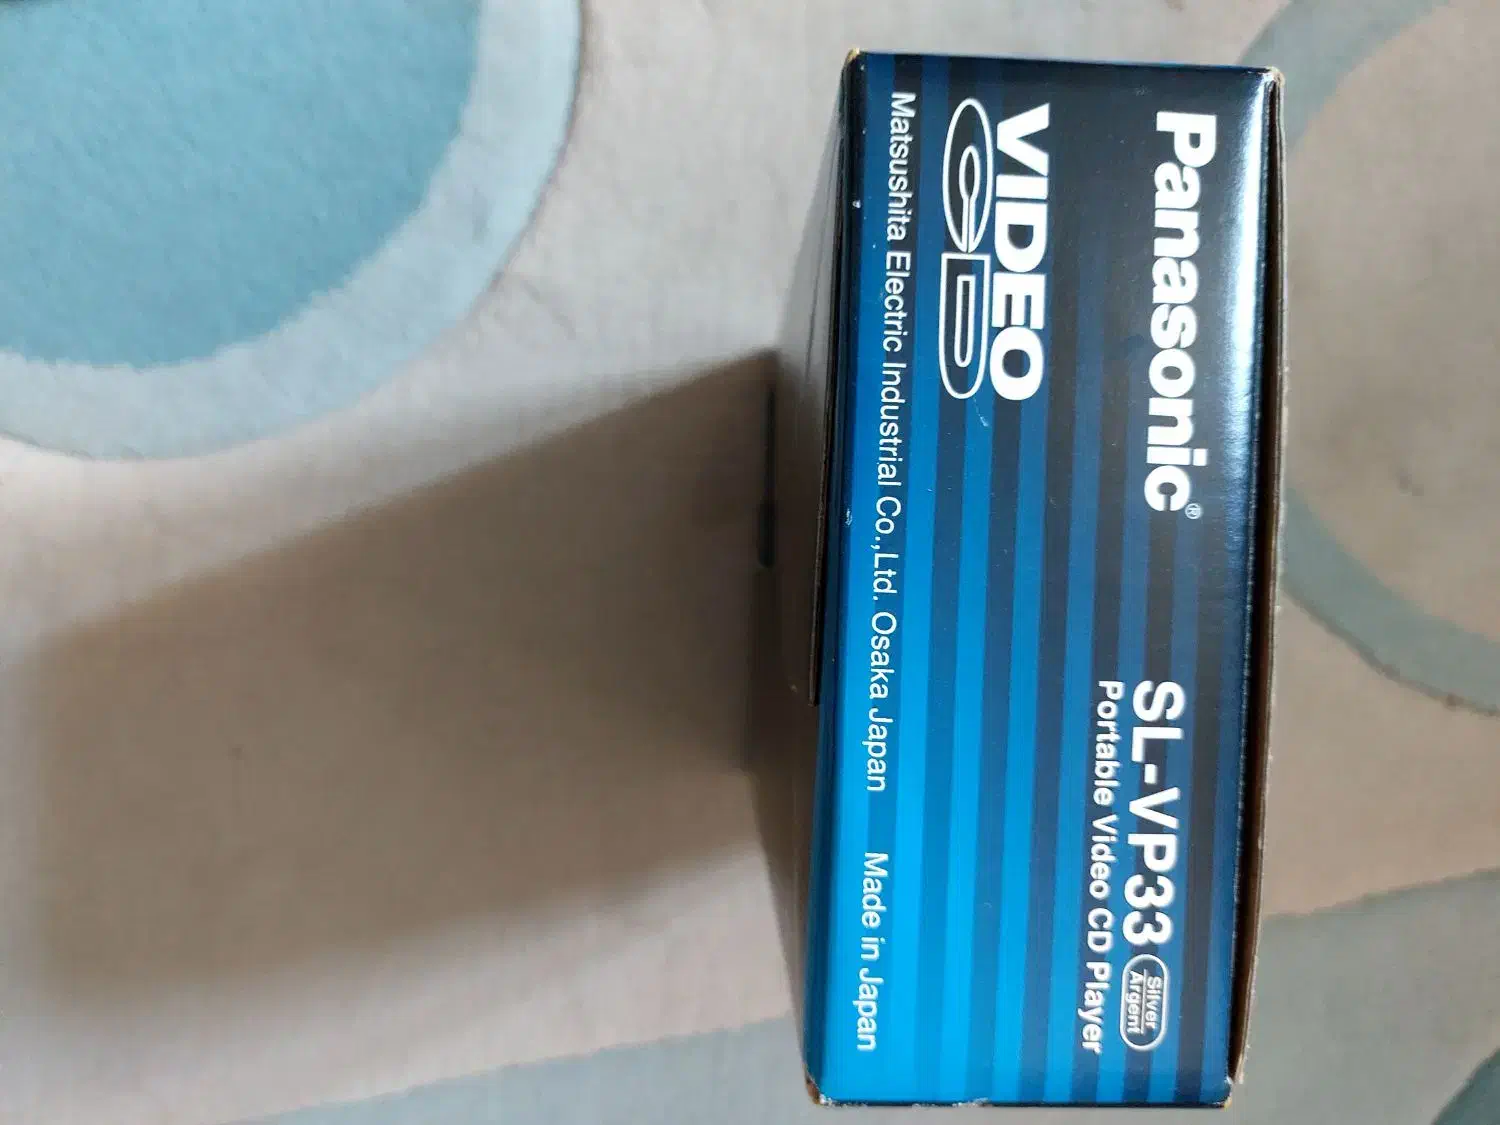 Panasonic®
SL-VP33 Silver Argent
Portable Video CD Player
VIDEO
CD
Matsushita Electric Industrial Co.,Ltd. Osaka Japan Made in Japan